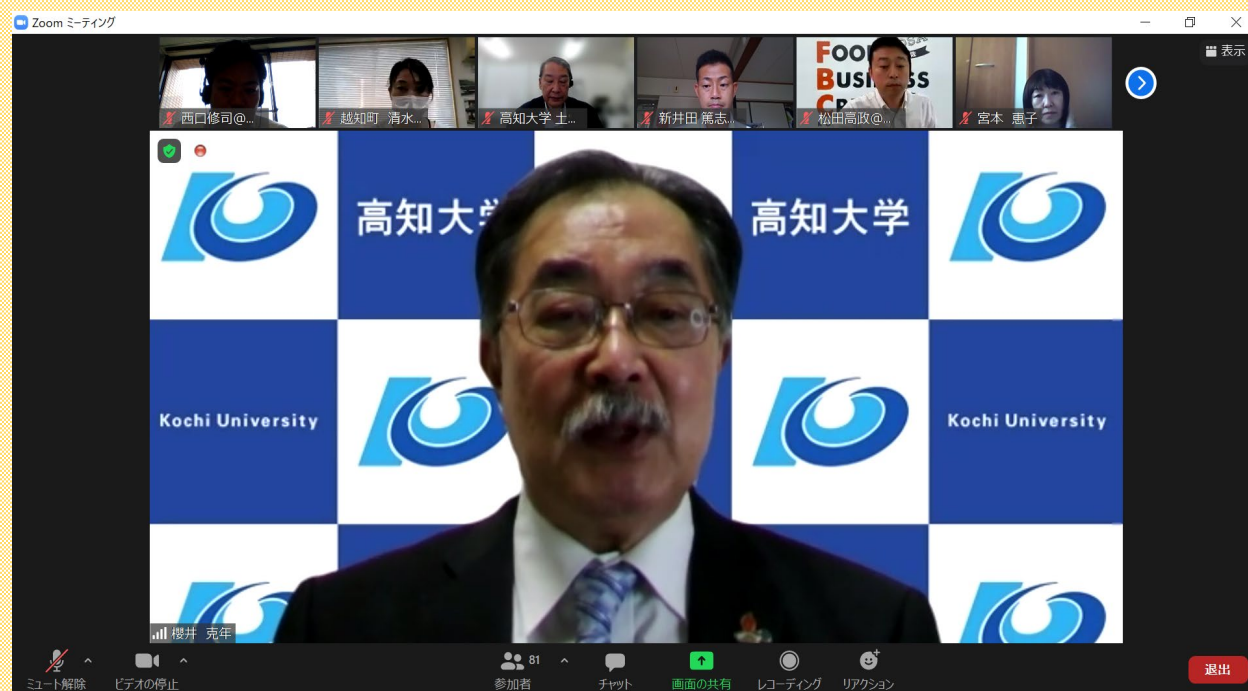 Zoom ミーティング
表示
西口修司@...
越知町 清水...
高知大学 土...
新井田 篤志...
松田高政@...
宮本 恵子
FOO
BUSI SS
高知大学
高知大学
Kochi University
Kochi University
櫻井 克年
ミュート解除
ビデオの停止
81
参加者
チャット
画面の共有
レコーディング
リアクション
退出